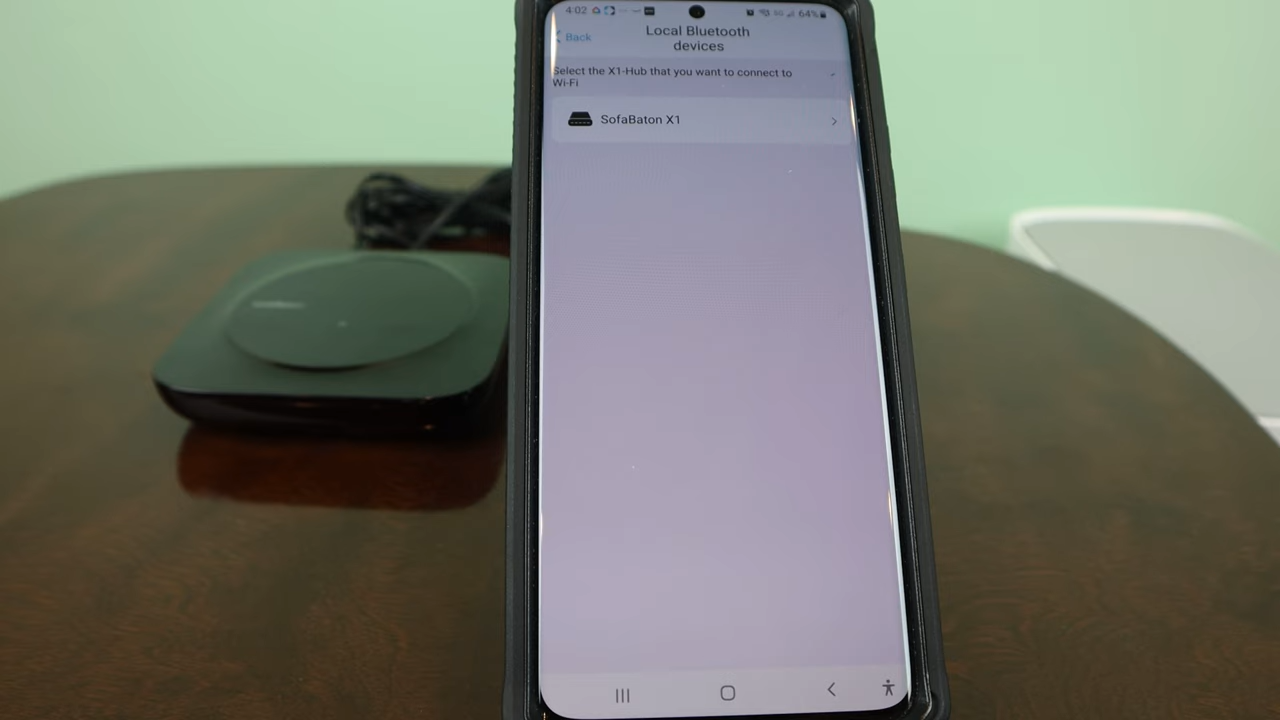 4:02
64%
Back
Local Bluetooth
devices
Select the X1-Hub that you want to connect to
Wi-Fi
SofaBaton X1